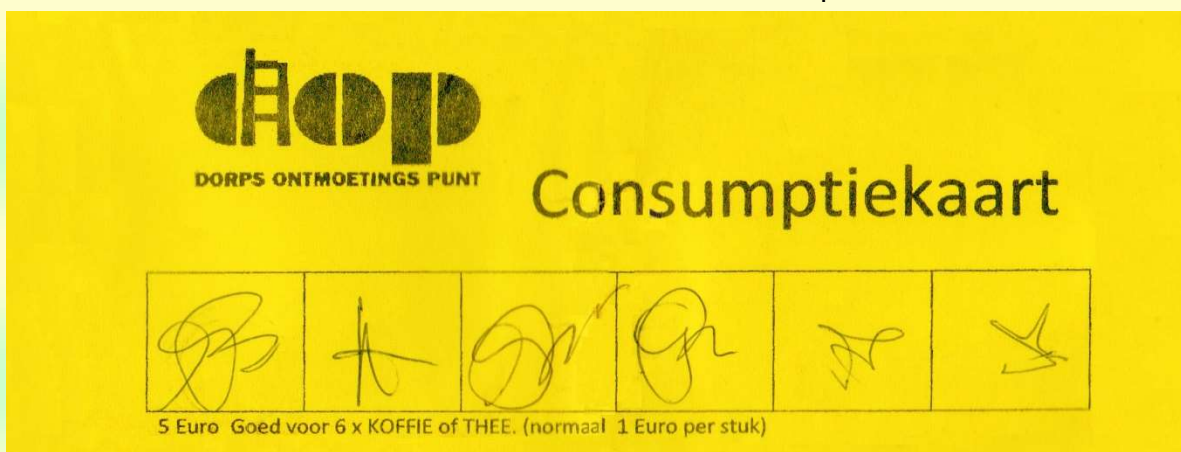 dop
DORPS ONTMOETINGS PUNT
Consumptiekaart
5 Euro Goed voor 6 x KOFFIE of THEE. (normaal 1 Euro per stuk)